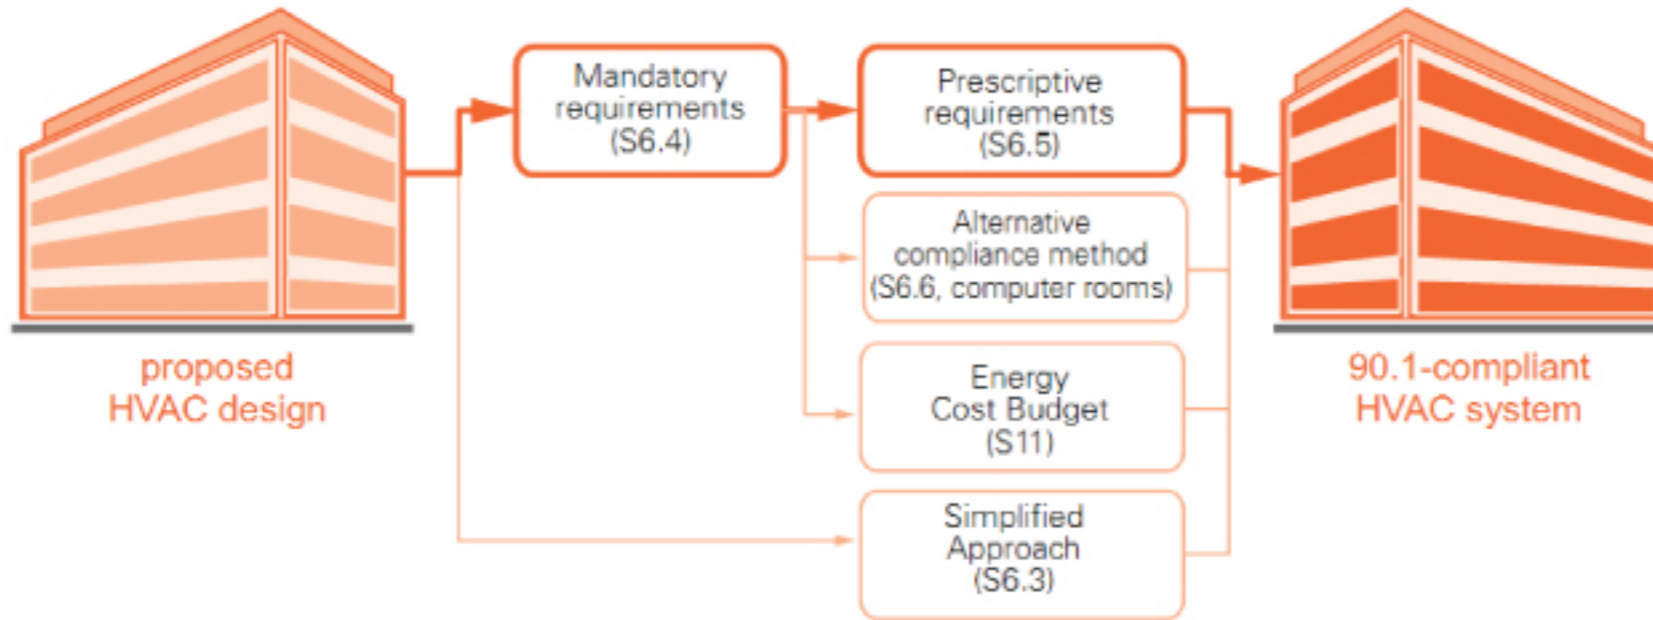 Mandatory
requirements
(S6.4)
Prescriptive
requirements
(S6.5)
Alternative
compliance method
(S6.6, computer rooms)
Energy
Cost Budget
(S11)
Simplified
Approach
(S6.3)
proposed
HVAC design
90.1-compliant
HVAC system